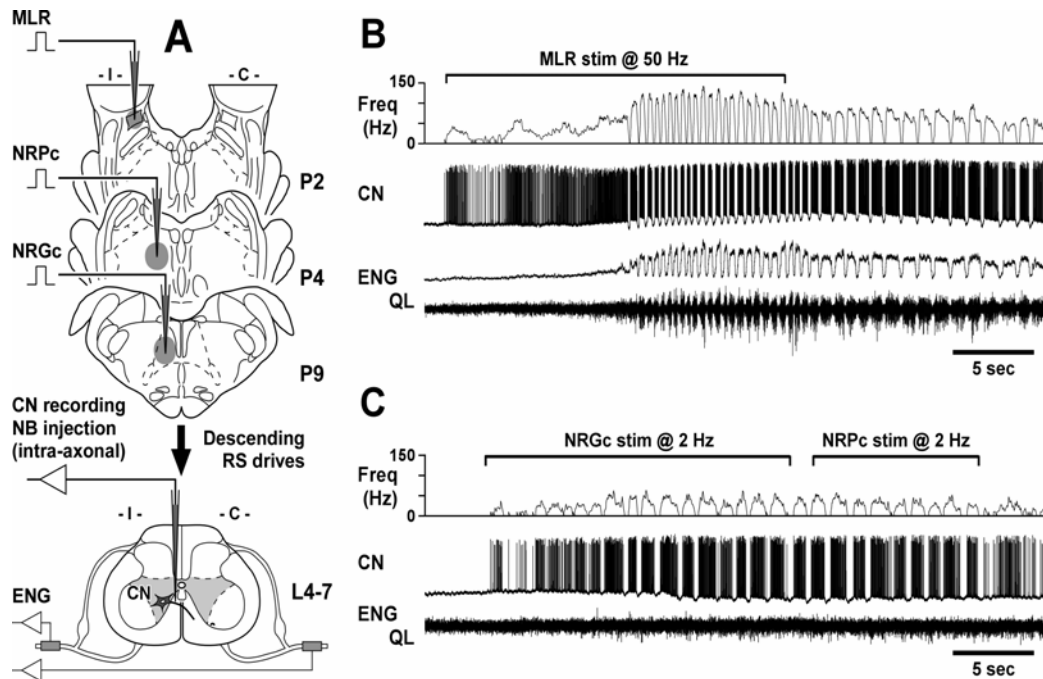 MLR
A
- I -
- C -
NRPc
P2
NRGc
P4
P9
CN recording
NB injection
(intra-axonal)
Descending
RS drives
- I -
- C -
CN
L4-7
ENG
B
MLR stim @ 50 Hz
150
Freq
(Hz)
0
CN
ENG
QL
5 sec
C
NRGc stim @ 2 Hz
NRPc stim @ 2 Hz
150
Freq
(Hz)
0
CN
ENG
QL
5 sec